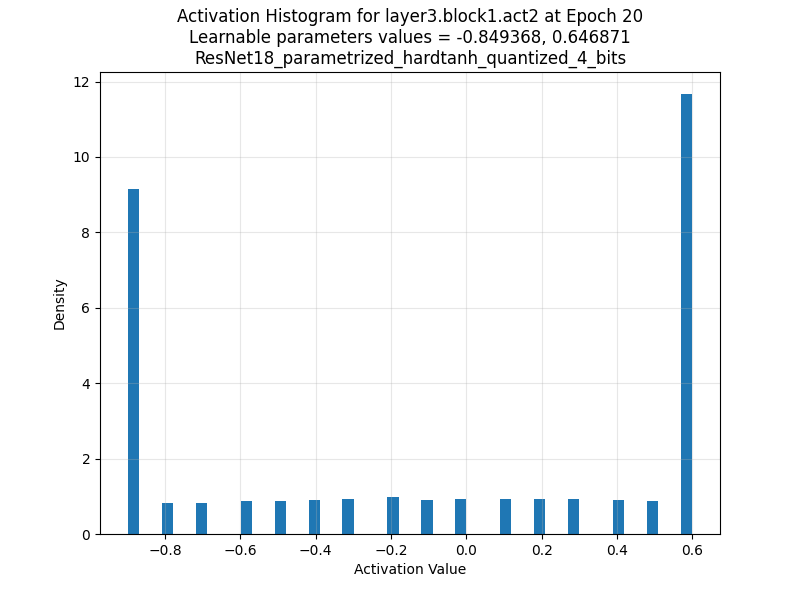 Activation Histogram for layer3.block1.act2 at Epoch 20
Learnable parameters values = -0.849368, 0.646871
ResNet18_parametrized_hardtanh_quantized_4_bits
12
10
8
6
4
2
0
Density
−0.8 −0.6 −0.4 −0.2 0.0 0.2 0.4 0.6
Activation Value